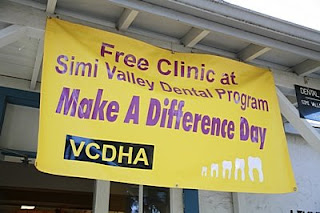 Free Clinic at
Simi Valley Dental Program
Make A Difference Day
VCDHA
DENTAL